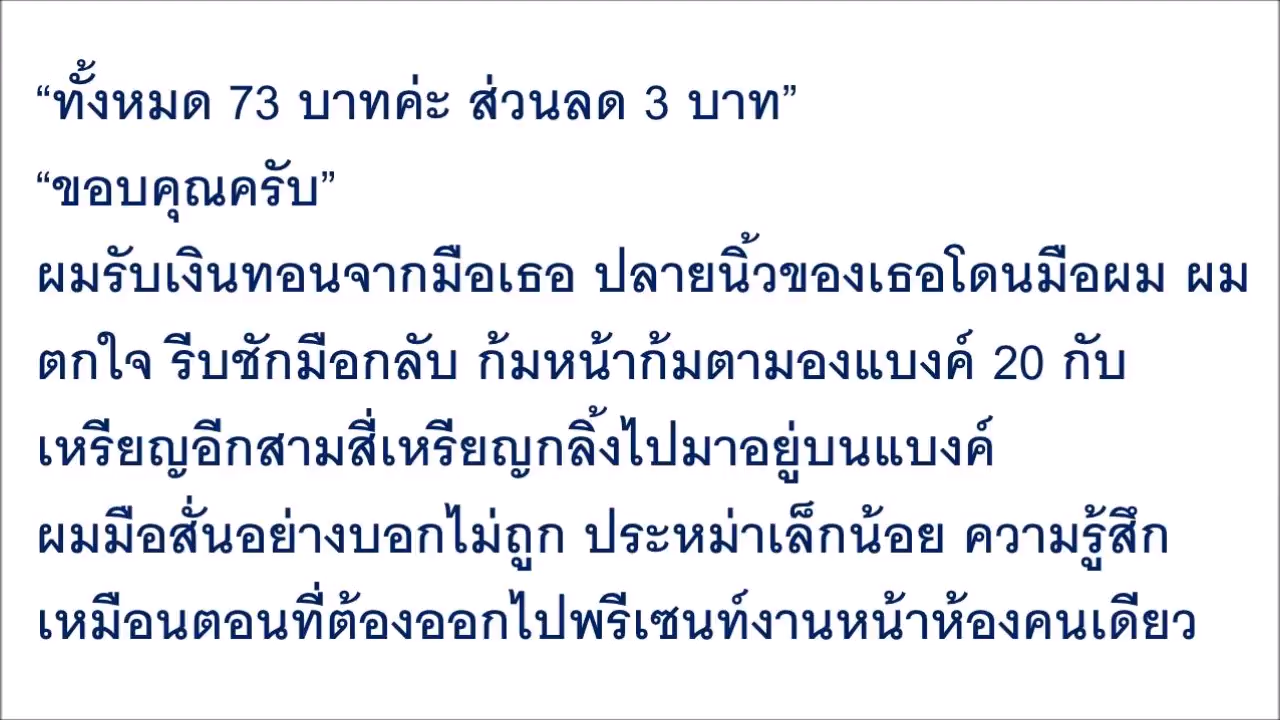 “ทั้งหมด 73 บาทค่ะ ส่วนลด 3 บาท”
“ขอบคุณครับ”
ผมรับเงินทอนจากมือเธอ ปลายนิ้วของเธอโดนมือผม ผม
ตกใจ รีบชักมือกลับ ก้มหน้าก้มตามองแบงค์ 20 กับ
เหรียญอีกสามสี่เหรียญกลิ้งไปมาอยู่บนแบงค์
ผมมือสั่นอย่างบอกไม่ถูก ประหม่าเล็กน้อย ความรู้สึก
เหมือนตอนที่ต้องออกไปพรีเซนท์งานหน้าห้องคนเดียว